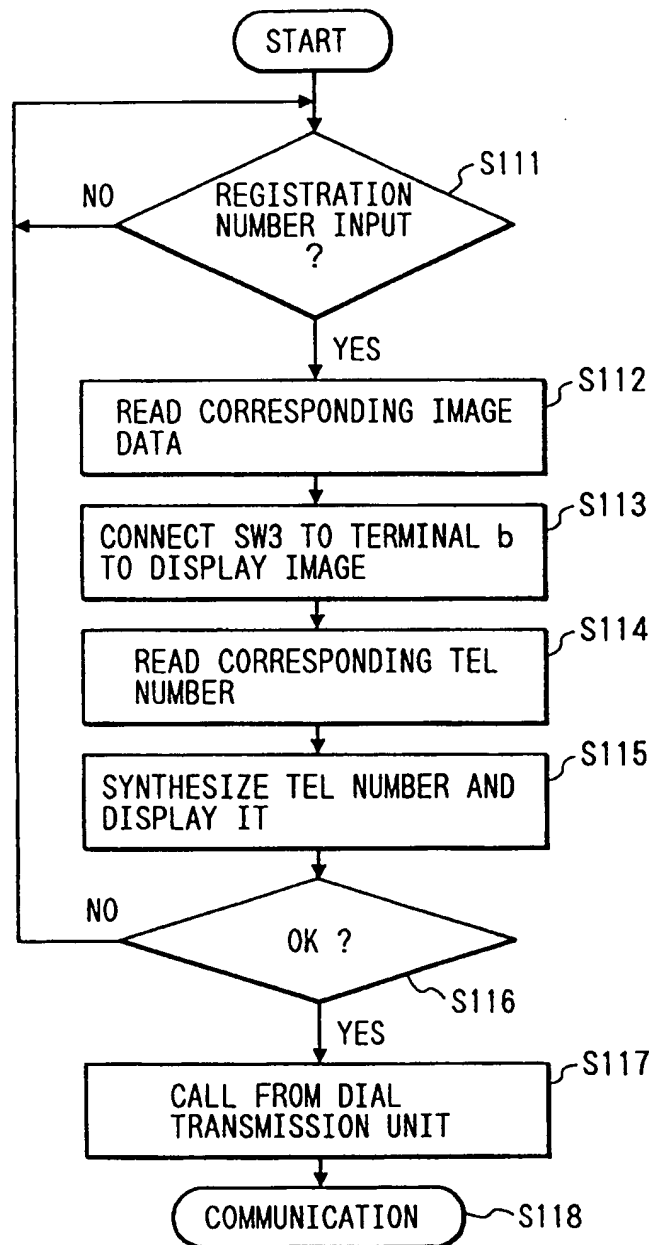 START
S111
NO
REGISTRATION
NUMBER INPUT
?
YES
S112
READ CORRESPONDING IMAGE
DATA
S113
CONNECT SW3 TO TERMINAL b
TO DISPLAY IMAGE
S114
READ CORRESPONDING TEL
NUMBER
S115
SYNTHESIZE TEL NUMBER AND
DISPLAY IT
NO
OK ?
S116
YES
S117
CALL FROM DIAL
TRANSMISSION UNIT
COMMUNICATION
S118